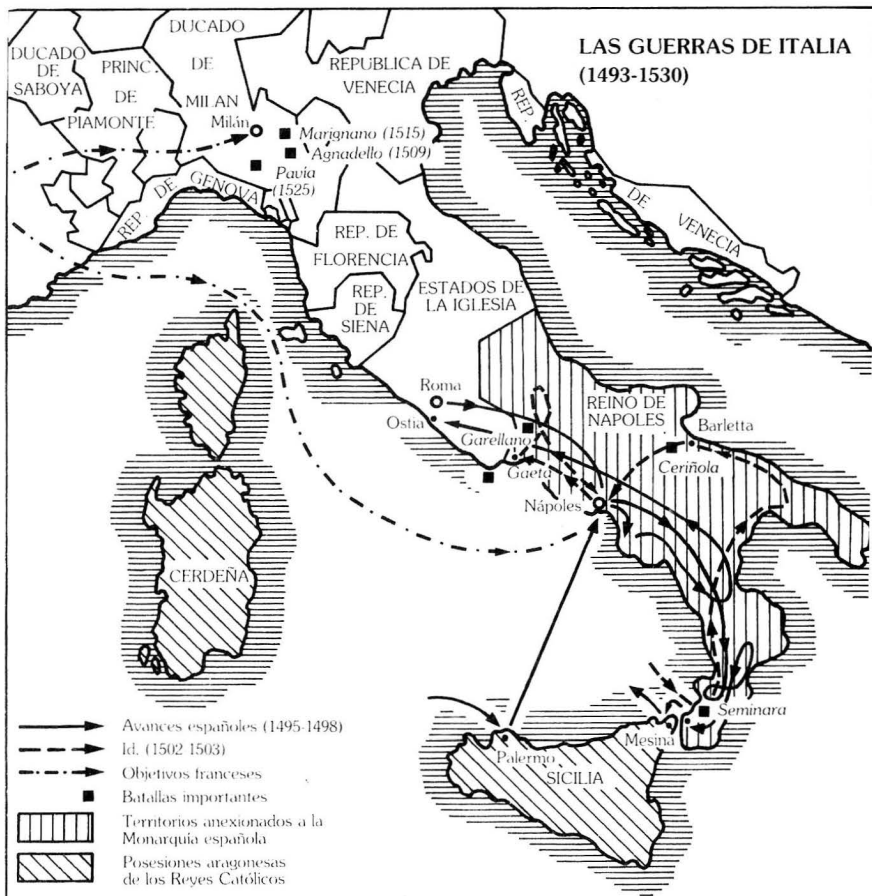 LAS GUERRAS DE ITALIA
(1493-1530)
DUCADO
DE
SABOYA
PRINC.
DE
PIAMONTE
DUCADO
DE
MILAN
Milán
REPUBLICA DE
VENECIA
REP.
DE
VENECIA
Marignano (1515)
Agnadello (1509)
Pavía
(1525)
REP. DE GENOVA
REP. DE
FLORENCIA
REP.
DE
SIENA
ESTADOS DE
LA IGLESIA
Roma
Ostia
Garellano
Gaeta
REINO DE
NAPOLES
Barletta
Ceriñola
Nápoles
CERDEÑA
Seminara
Mesina
Palermo
SICILIA
Avances españoles (1495-1498)
Id. (1502 1503)
Objetivos franceses
Batallas importantes
Territorios anexionados a la
Monarquía española
Posesiones aragonesas
de los Reyes Católicos